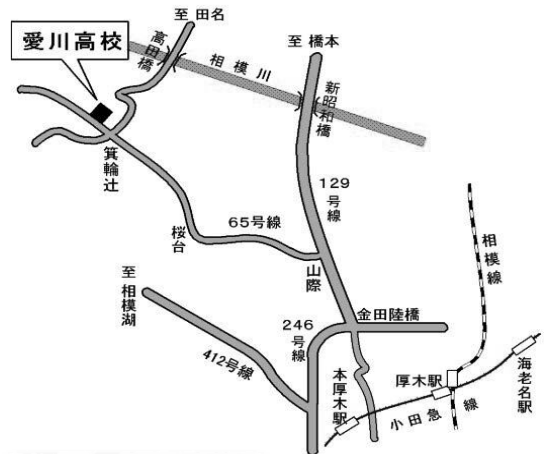 至 田名
愛川高校
高田橋
至 橋本
相模川
新昭和橋
箕輪辻
129号線
65号線
桜台
山際
相模線
至 相模湖
金田陸橋
246号線
412号線
本厚木駅
厚木駅
小田急線
海老名駅